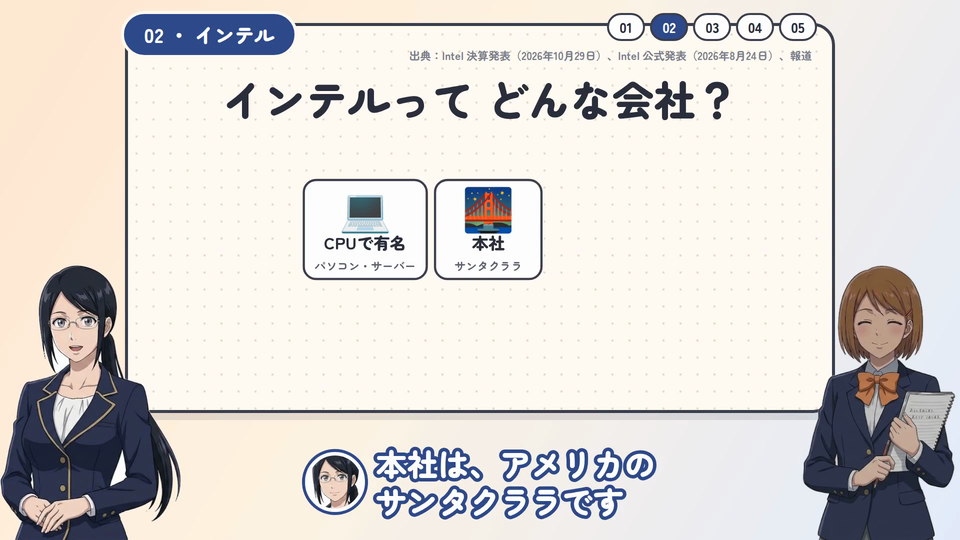 02 ・ インテル
01 02 03 04 05
出典：Intel 決算発表（2026年10月29日）、Intel 公式発表（2026年8月24日）、報道
インテルって どんな会社？
CPUで有名
パソコン・サーバー
本社
サンタクララ
本社は、アメリカの
サンタクララです